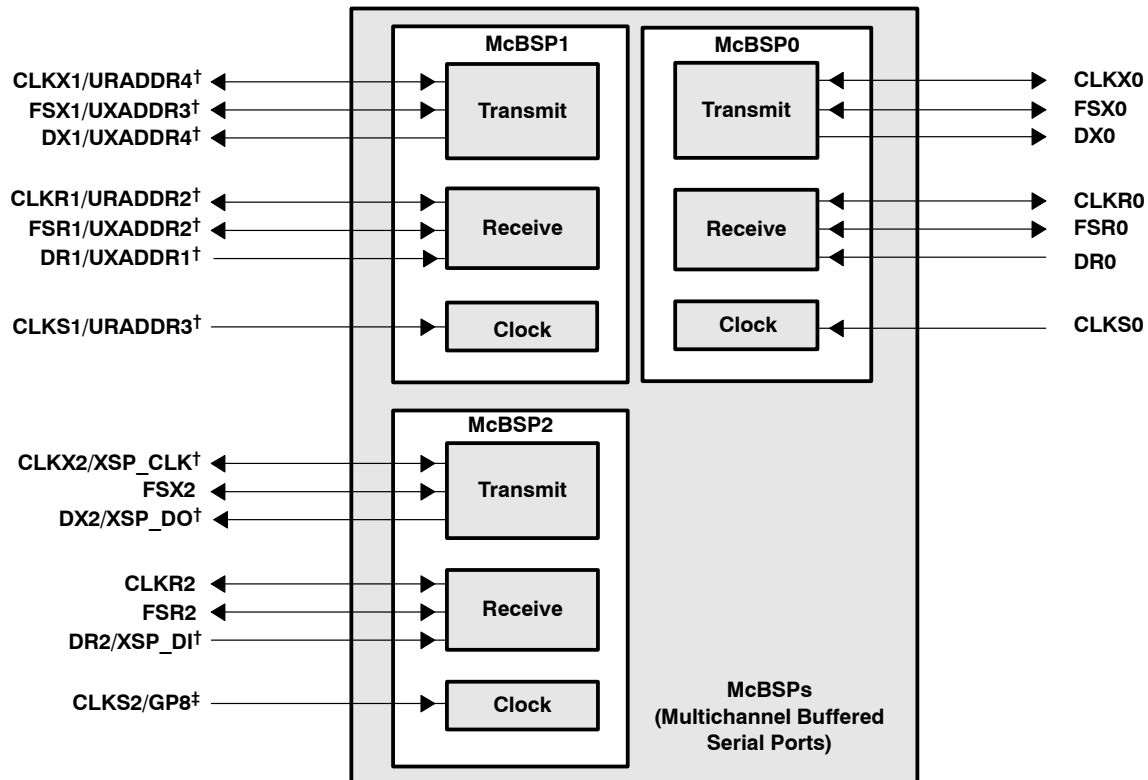 McBSP1
McBSP0
CLKX1/URADDR4†
FSX1/UXADDR3†
DX1/UXADDR4†
Transmit
Transmit
CLKX0
FSX0
DX0
CLKR1/URADDR2†
FSR1/UXADDR2†
DR1/UXADDR1†
Receive
Receive
CLKR0
FSR0
DR0
CLKS1/URADDR3†
Clock
Clock
CLKS0
McBSP2
CLKX2/XSP_CLK†
FSX2
DX2/XSP_DO†
Transmit
CLKR2
FSR2
DR2/XSP_DI†
Receive
CLKS2/GP8‡
Clock
McBSPs
(Multichannel Buffered
Serial Ports)